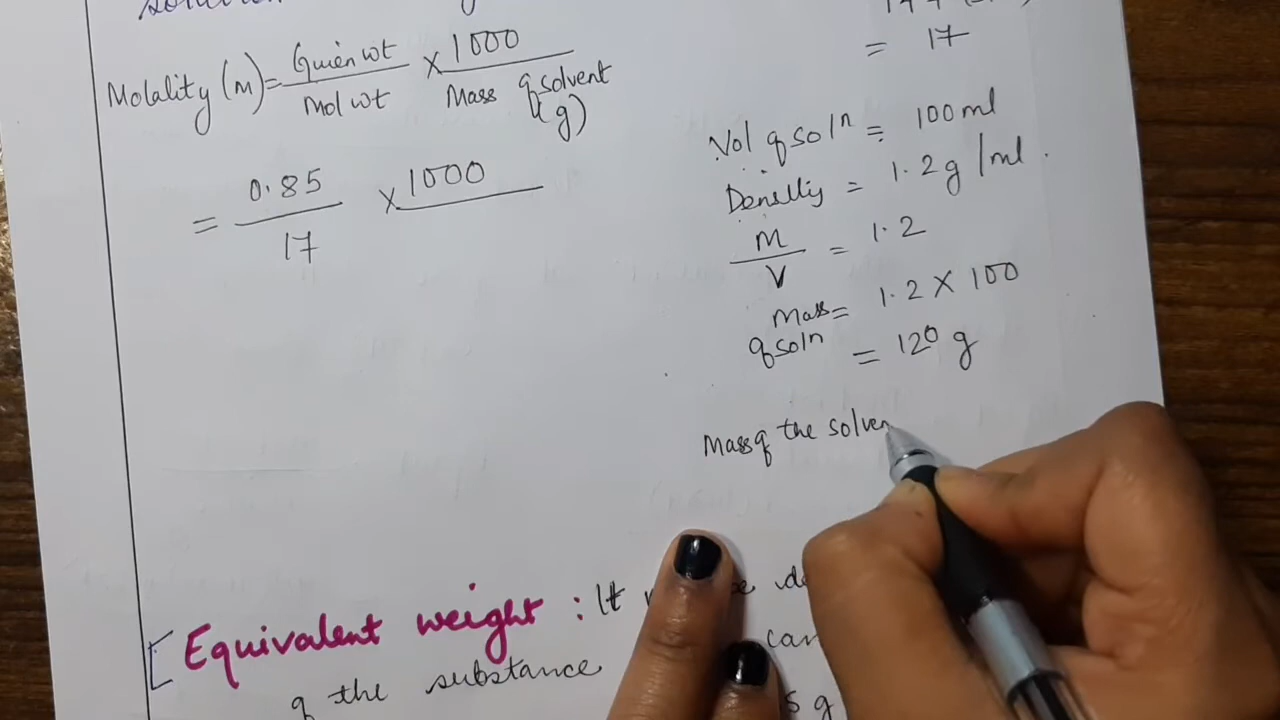 Molality (m) = Given wt / Mol wt × 1000 / Mass of solvent (g)
= 0.85 / 17 × 1000
= 17
Vol of soln = 100 ml
Density = 1.2 g/ml.
M / V = 1.2
Mass of soln = 1.2 × 100
= 120 g
Mass of the solven
Equivalent weight : It
of the substance can
g